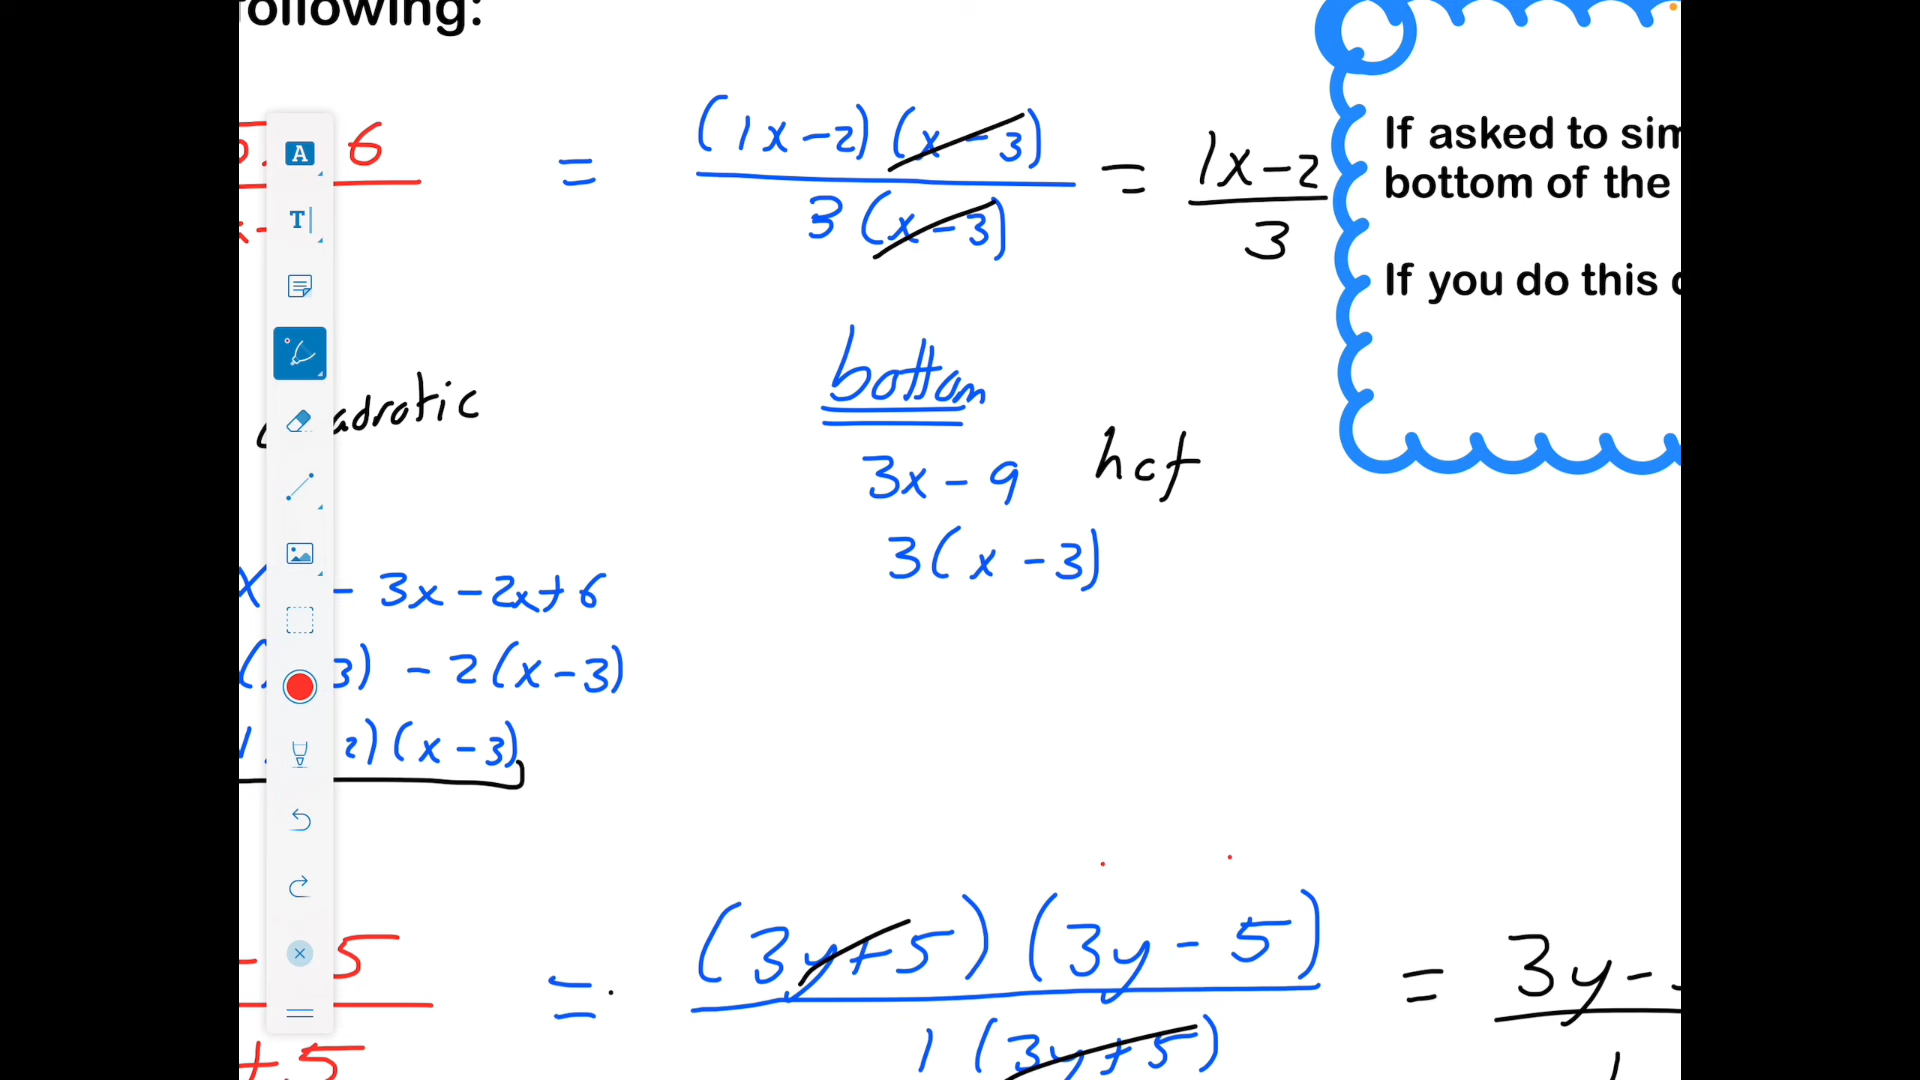 ollowing:
6
= (1x-2)(x-3) = 1x-2
3(x-3) 3
If asked to sim
bottom of the
If you do this
bottom
adratic
3x - 9 hcf
3(x - 3)
- 3x - 2x + 6
3) - 2(x-3)
2)(x-3)
- 5 = (3y+5)(3y-5) = 3y-
+5 1(3y+5) 1